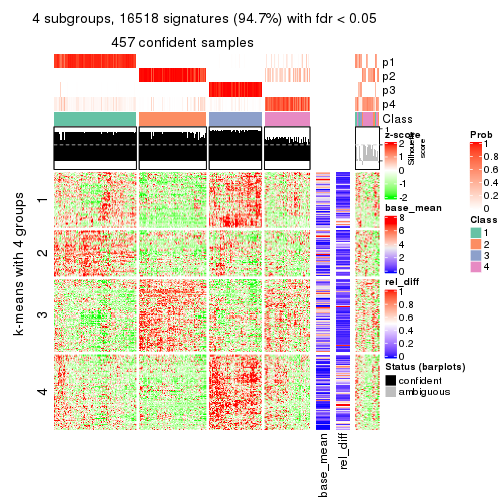 4 subgroups, 16518 signatures (94.7%) with fdr < 0.05
457 confident samples
p1
p2
p3
p4
Class
1
Silhouette
score
k-means with 4 groups
1
2
3
4
base_mean
rel_diff
z-score
2
1
0
-1
-2
base_mean
8
6
4
2
0
rel_diff
1
0.8
0.6
0.4
0.2
0
Status (barplots)
confident
ambiguous
Prob
1
0.8
0.6
0.4
0.2
0
Class
1
2
3
4